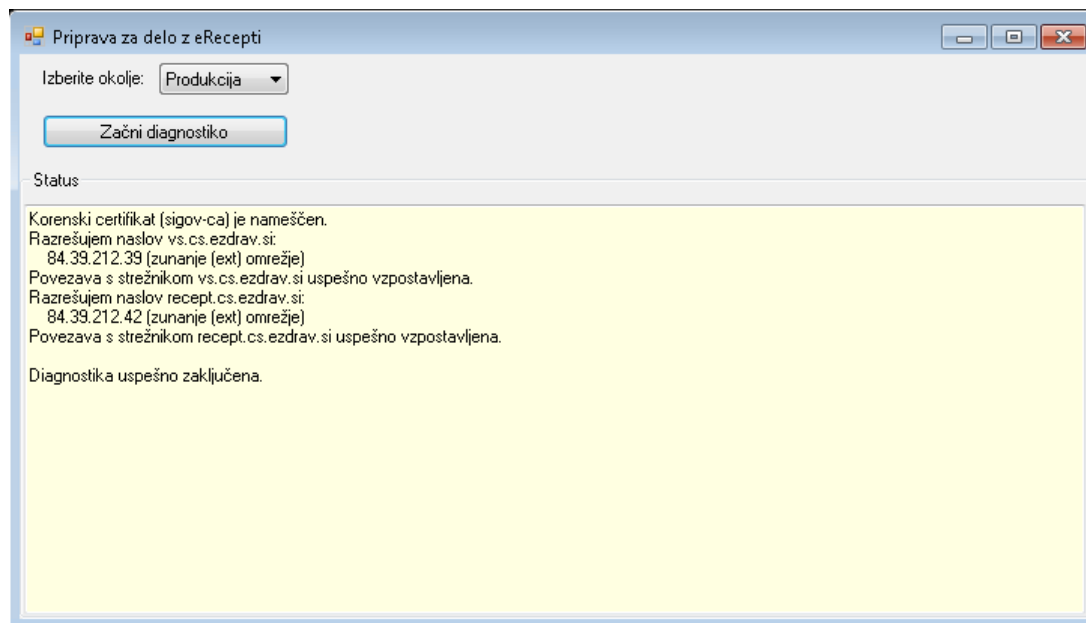 Priprava za delo z eRecepti
Izberite okolje: Produkcija
Začni diagnostiko
Status
Korenski certifikat (sigov-ca) je nameščen.
Razrešujem naslov vs.cs.ezdrav.si:
84.39.212.39 (zunanje (ext) omrežje)
Povezava s strežnikom vs.cs.ezdrav.si uspešno vzpostavljena.
Razrešujem naslov recept.cs.ezdrav.si:
84.39.212.42 (zunanje (ext) omrežje)
Povezava s strežnikom recept.cs.ezdrav.si uspešno vzpostavljena.
Diagnostika uspešno zaključena.